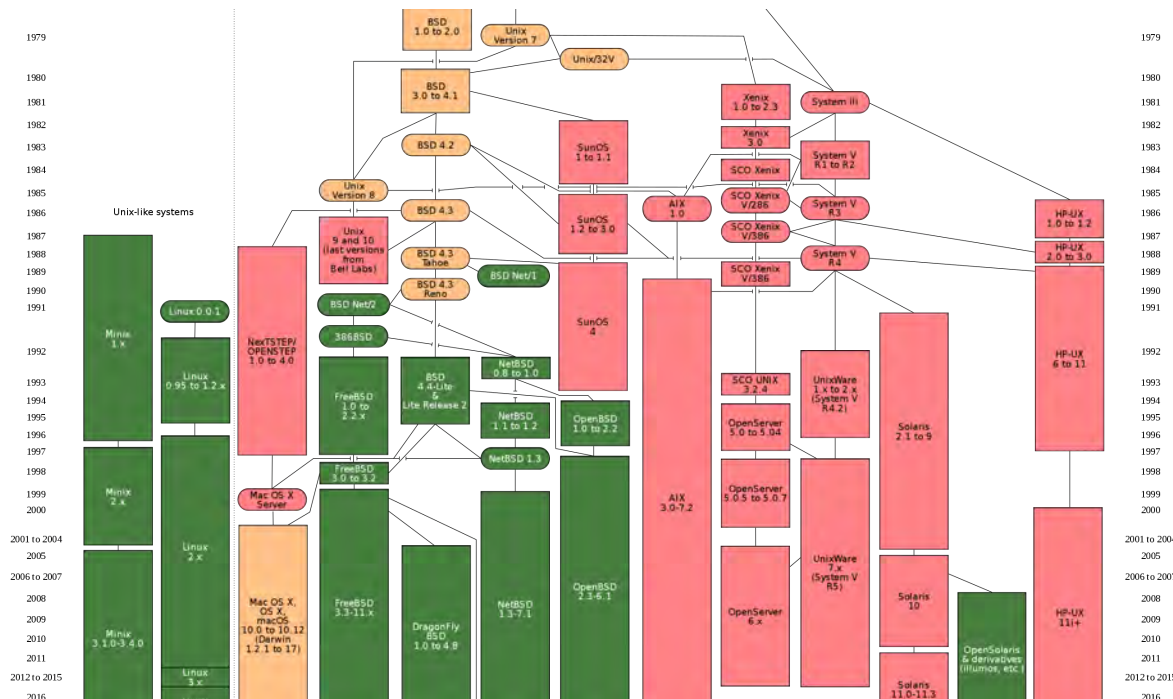 1979
1980
1981
1982
1983
1984
1985
1986
1987
1988
1989
1990
1991
1992
1993
1994
1995
1996
1997
1998
1999
2000
2001 to 2004
2005
2006 to 2007
2008
2009
2010
2011
2012 to 2015
2016
Unix-like systems
Minix
1.x
Minix
2.x
Minix
3.1.0-3.4.0
Linux 0.0.1
Linux
0.95 to 1.2.x
Linux
2.x
Linux
3.x
NexTSTEP/
OPENSTEP
1.0 to 4.0
Mac OS X
Server
Mac OS X,
OS X,
macOS
10.0 to 10.12
(Darwin
1.2.1 to 17)
Unix
Version 8
Unix
9 and 10
(last versions
from
Bell Labs)
BSD Net/2
386BSD
FreeBSD
1.0 to
2.2.x
FreeBSD
3.0 to 3.2
FreeBSD
3.3-11.x
BSD
1.0 to 2.0
BSD
3.0 to 4.1
BSD 4.2
BSD 4.3
BSD 4.3
Tahoe
BSD 4.3
Reno
BSD
4.4-Lite
&
Lite Release 2
DragonFly
BSD
1.0 to 4.8
Unix
Version 7
BSD Net/1
NetBSD
0.8 to 1.0
NetBSD
1.1 to 1.2
NetBSD 1.3
NetBSD
1.3-7.1
Unix/32V
SunOS
1 to 1.1
SunOS
1.2 to 3.0
SunOS
4
OpenBSD
1.0 to 2.2
OpenBSD
2.3-6.1
AIX
1.0
AIX
3.0-7.2
Xenix
1.0 to 2.3
Xenix
3.0
SCO Xenix
SCO Xenix
V/286
SCO Xenix
V/386
SCO Xenix
V/386
SCO UNIX
3.2.4
OpenServer
5.0 to 5.04
OpenServer
5.0.5 to 5.0.7
OpenServer
6.x
System III
System V
R1 to R2
System V
R3
System V
R4
UnixWare
1.x to 2.x
(System V
R4.2)
UnixWare
7.x
(System V
R5)
Solaris
2.1 to 9
Solaris
10
Solaris
11.0-11.3
OpenSolaris
& derivatives
(illumos, etc.)
HP-UX
1.0 to 1.2
HP-UX
2.0 to 3.0
HP-UX
6 to 11
HP-UX
11i+
1979
1980
1981
1982
1983
1984
1985
1986
1987
1988
1989
1990
1991
1992
1993
1994
1995
1996
1997
1998
1999
2000
2001 to 200
2005
2006 to 200
2008
2009
2010
2011
2012 to 201
2016